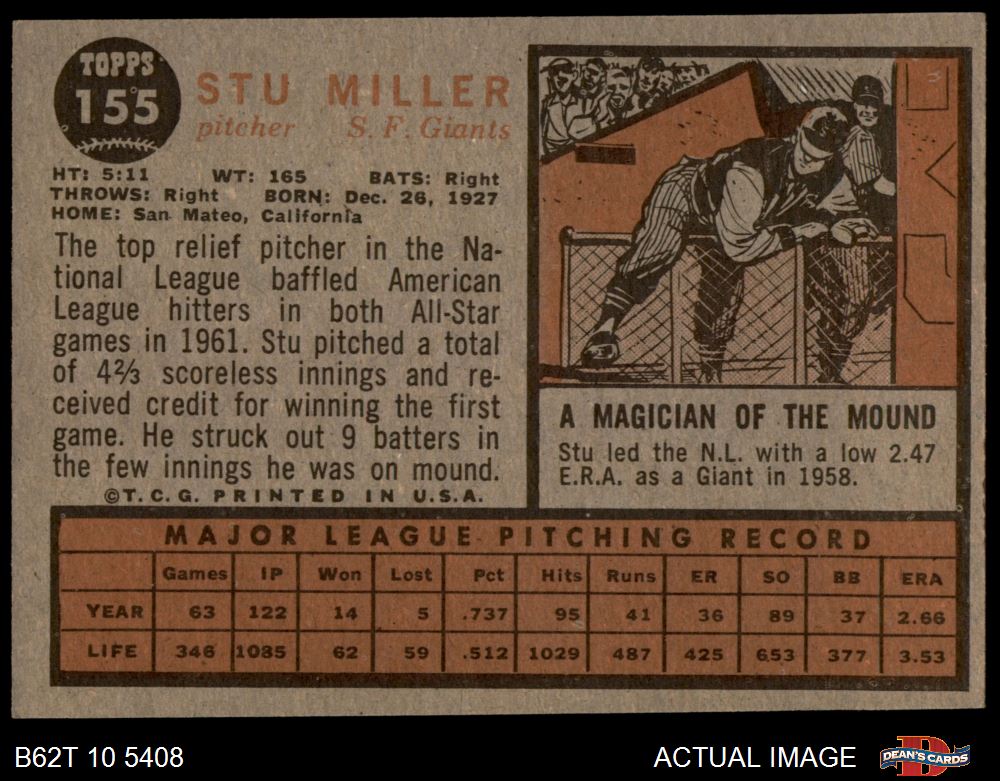 TOPPS
155
STU MILLER
pitcher S. F. Giants
HT: 5:11 WT: 165 BATS: Right
THROWS: Right BORN: Dec. 26, 1927
HOME: San Mateo, California
The top relief pitcher in the Na-
tional League baffled American
League hitters in both All-Star
games in 1961. Stu pitched a total
of 4⅔ scoreless innings and re-
ceived credit for winning the first
game. He struck out 9 batters in
the few innings he was on mound.
©T.C.G. PRINTED IN U.S.A.
A MAGICIAN OF THE MOUND
Stu led the N.L. with a low 2.47
E.R.A. as a Giant in 1958.
MAJOR LEAGUE PITCHING RECORD
Games IP Won Lost Pct Hits Runs ER SO BB ERA
YEAR 63 122 14 5 .737 95 41 36 89 37 2.66
LIFE 346 1085 62 59 .512 1029 487 425 653 377 3.53
B62T 10 5408 ACTUAL IMAGE DEAN'S CARDS